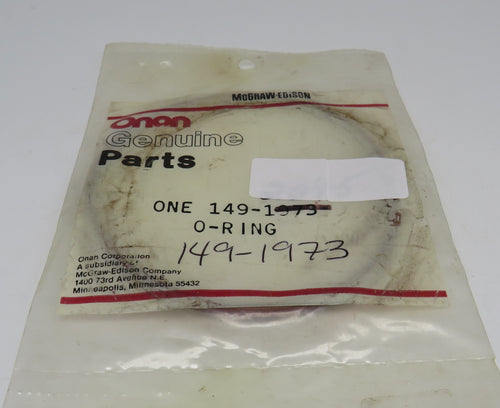 McGRAW-EDISON
Onan
Genuine
Parts
ONE 149-1973
O-RING
149-1973
Onan Corporation
A subsidiary of
McGraw-Edison Company
1400 73rd Avenue N.E.
Minneapolis, Minnesota 55432